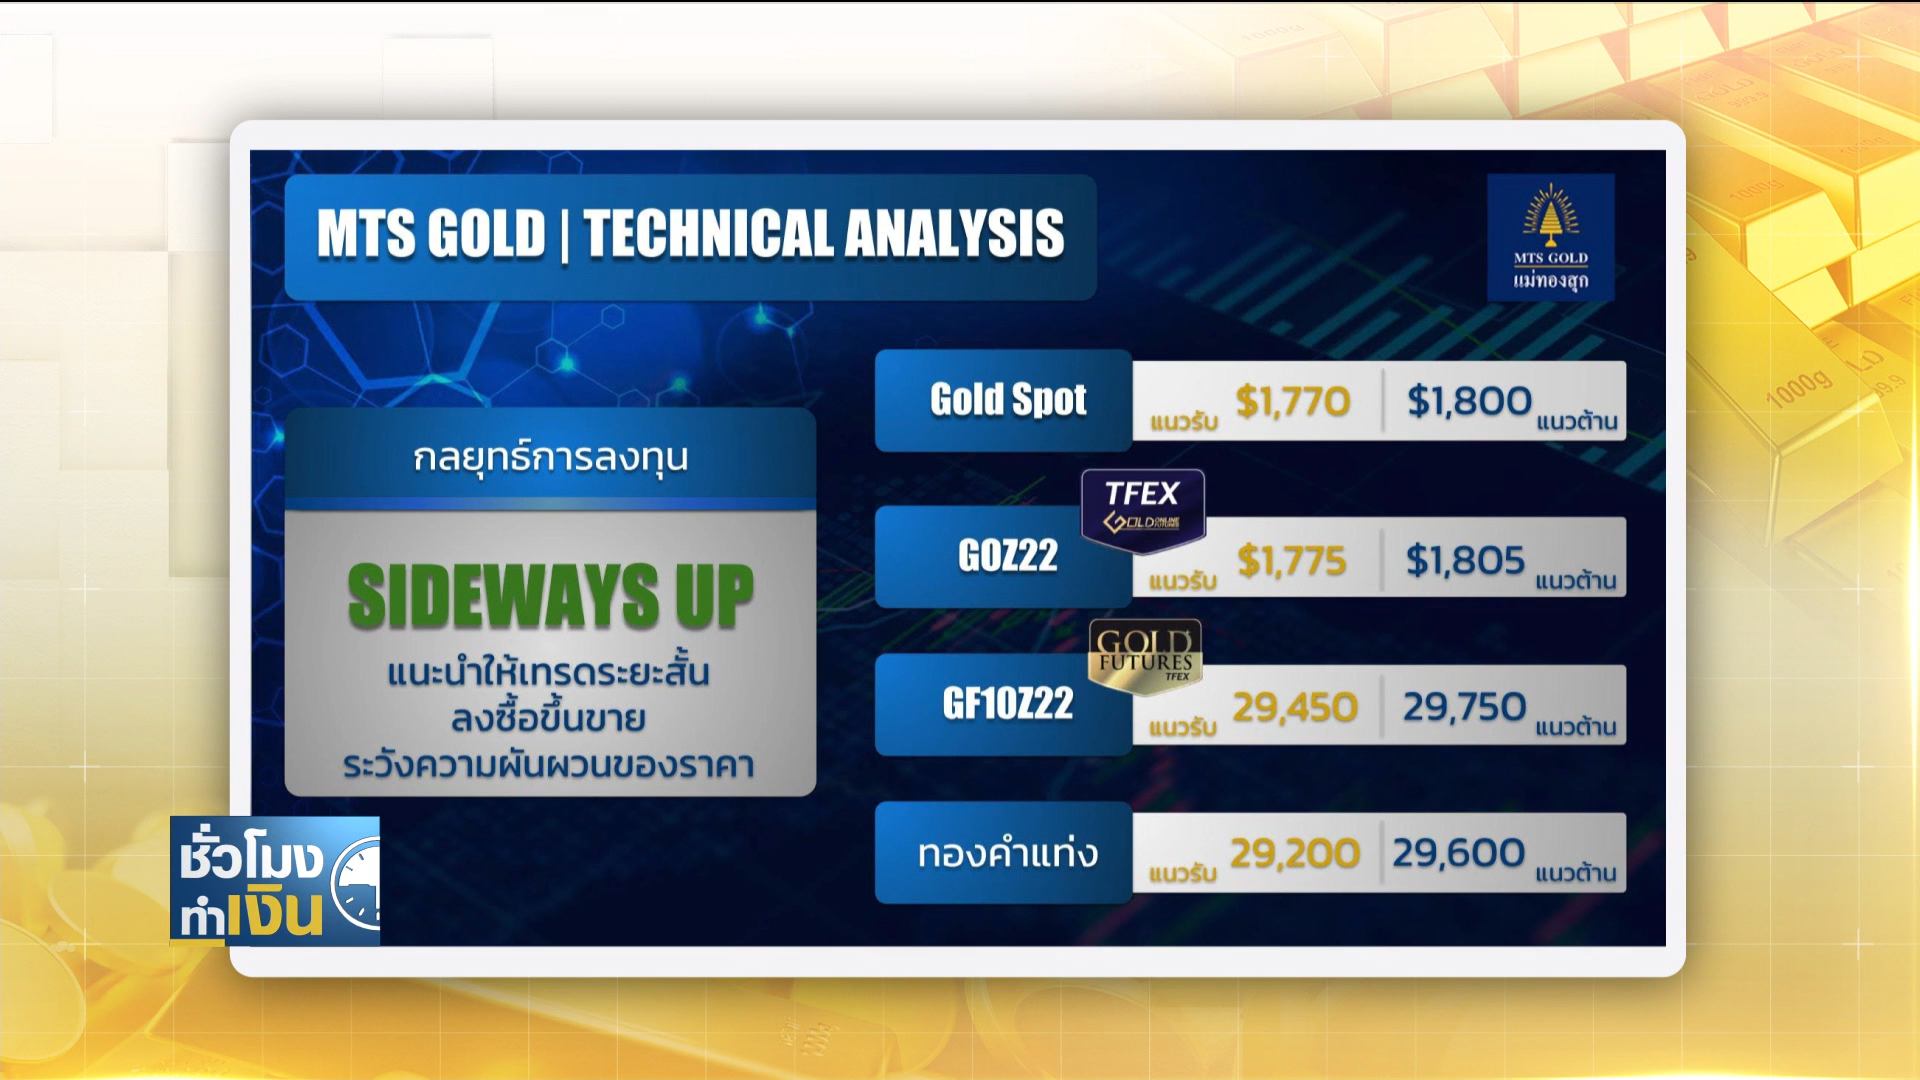 MTS GOLD | TECHNICAL ANALYSIS
MTS GOLD
แม่ทองสุก
กลยุทธ์การลงทุน
SIDEWAYS UP
แนะนำให้เทรดระยะสั้น
ลงซื้อขึ้นขาย
ระวังความผันผวนของราคา
Gold Spot
แนวรับ $1,770 $1,800 แนวต้าน
TFEX
GOLD ONLINE FUTURES
GOZ22
แนวรับ $1,775 $1,805 แนวต้าน
GOLD
FUTURES
TFEX
GF10Z22
แนวรับ 29,450 29,750 แนวต้าน
ทองคำแท่ง
แนวรับ 29,200 29,600 แนวต้าน
ชั่วโมง
ทำเงิน
1000g
1000g